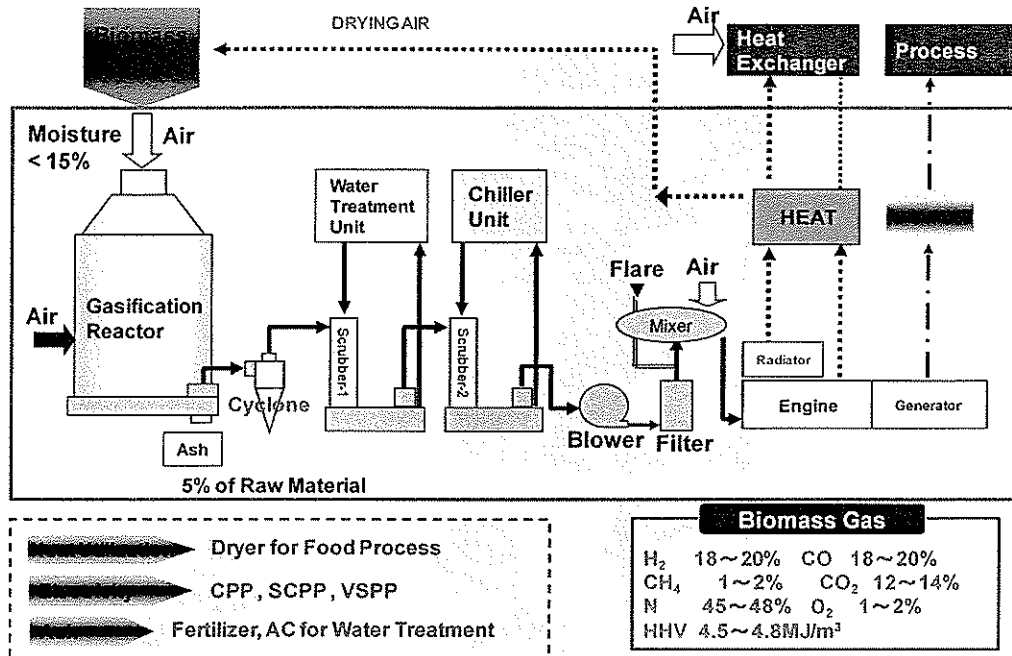 Biomass
DRYING AIR
Air
Heat
Exchanger
Process
Moisture
< 15%
Air
Water
Treatment
Unit
Chiller
Unit
HEAT
Flare
Air
Gasification
Reactor
Air
Mixer
Scrubber-1
Scrubber-2
Radiator
Cyclone
Engine
Generator
Blower
Filter
Ash
5% of Raw Material
Dryer for Food Process
CPP, SCPP, VSPP
Fertilizer, AC for Water Treatment
Biomass Gas
H₂ 18～20% CO 18～20%
CH₄ 1～2% CO₂ 12～14%
N 45～48% O₂ 1～2%
HHV 4.5～4.8MJ/m³